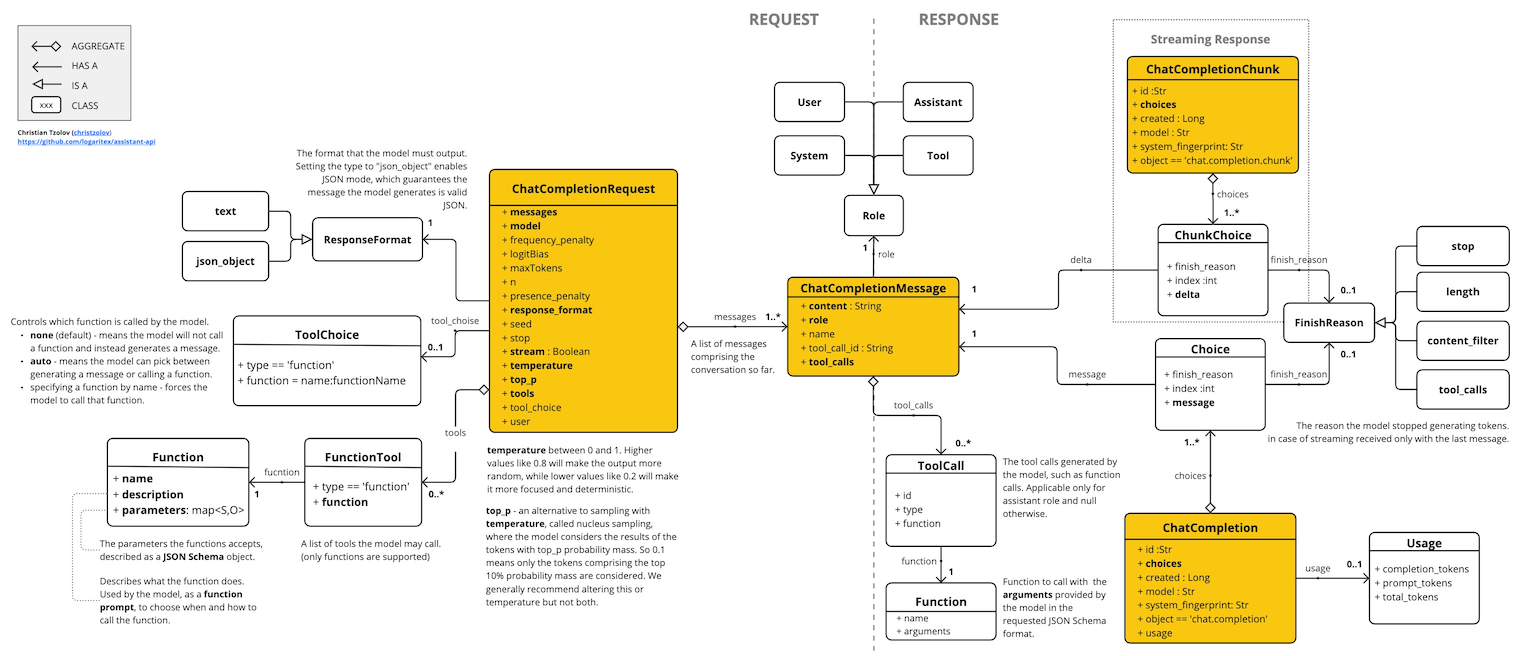 REQUEST
RESPONSE
AGGREGATE
HAS A
IS A
xxx
CLASS
Christian Tzolov (christzolov)
https://github.com/logaritex/assistant-api
The format that the model must output.
Setting the type to "json_object" enables
JSON mode, which guarantees the
message the model generates is valid
JSON.
text
json_object
ResponseFormat
1
Controls which function is called by the model.
• none (default) - means the model will not call
a function and instead generates a message.
• auto - means the model can pick between
generating a message or calling a function.
• specifying a function by name - forces the
model to call that function.
ToolChoice
+ type == 'function'
+ function = name:functionName
tool_choise
0..1
Function
+ name
+ description
+ parameters: map<S,O>
fucntion
1
FunctionTool
+ type == 'function'
+ function
tools
0..*
The parameters the functions accepts,
described as a JSON Schema object.
Describes what the function does.
Used by the model, as a function
prompt, to choose when and how to
call the function.
A list of tools the model may call.
(only functions are supported)
ChatCompletionRequest
+ messages
+ model
+ frequency_penalty
+ logitBias
+ maxTokens
+ n
+ presence_penalty
+ response_format
+ seed
+ stop
+ stream : Boolean
+ temperature
+ top_p
+ tools
+ tool_choice
+ user
temperature between 0 and 1. Higher
values like 0.8 will make the output more
random, while lower values like 0.2 will make
it more focused and deterministic.
top_p - an alternative to sampling with
temperature, called nucleus sampling,
where the model considers the results of the
tokens with top_p probability mass. So 0.1
means only the tokens comprising the top
10% probability mass are considered. We
generally recommend altering this or
temperature but not both.
messages
1..*
A list of messages
comprising the
conversation so far.
User
Assistant
System
Tool
Role
1
role
ChatCompletionMessage
+ content : String
+ role
+ name
+ tool_call_id : String
+ tool_calls
tool_calls
0..*
ToolCall
+ id
+ type
+ function
The tool calls generated by
the model, such as function
calls. Applicable only for
assistant role and null
otherwise.
function
1
Function
+ name
+ arguments
Function to call with the
arguments provided by
the model in the
requested JSON Schema
format.
Streaming Response
ChatCompletionChunk
+ id :Str
+ choices
+ created : Long
+ model : Str
+ system_fingerprint: Str
+ object == 'chat.completion.chunk'
choices
1..*
ChunkChoice
+ finish_reason
+ index :int
+ delta
delta
1
finish_reason
0..1
FinishReason
stop
length
content_filter
tool_calls
The reason the model stopped generating tokens.
in case of streaming received only with the last message.
Choice
+ finish_reason
+ index :int
+ message
message
1
finish_reason
0..1
1..*
choices
ChatCompletion
+ id :Str
+ choices
+ created : Long
+ model : Str
+ system_fingerprint: Str
+ object == 'chat.completion'
+ usage
usage
0..1
Usage
+ completion_tokens
+ prompt_tokens
+ total_tokens